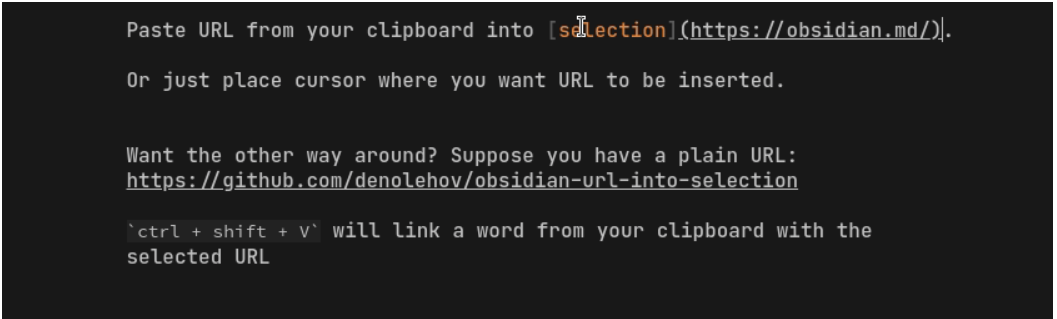 Paste URL from your clipboard into [selection](https://obsidian.md/).
Or just place cursor where you want URL to be inserted.
Want the other way around? Suppose you have a plain URL:
https://github.com/denolehov/obsidian-url-into-selection
`ctrl + shift + V` will link a word from your clipboard with the
selected URL